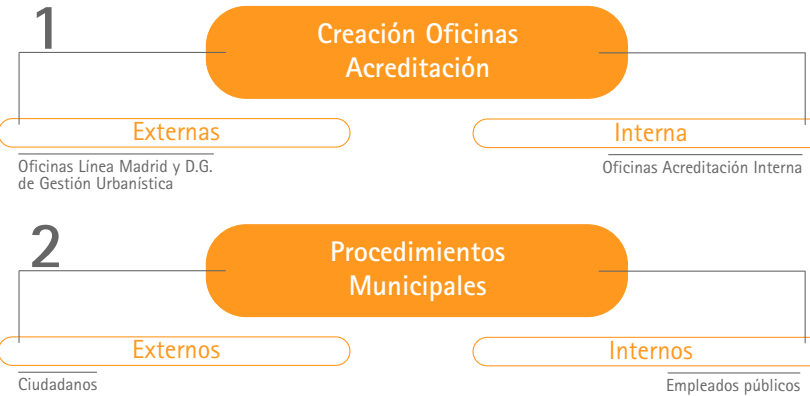 1
Creación Oficinas
Acreditación
Externas
Interna
Oficinas Línea Madrid y D.G.
de Gestión Urbanística
Oficinas Acreditación Interna
2
Procedimientos
Municipales
Externos
Internos
Ciudadanos
Empleados públicos